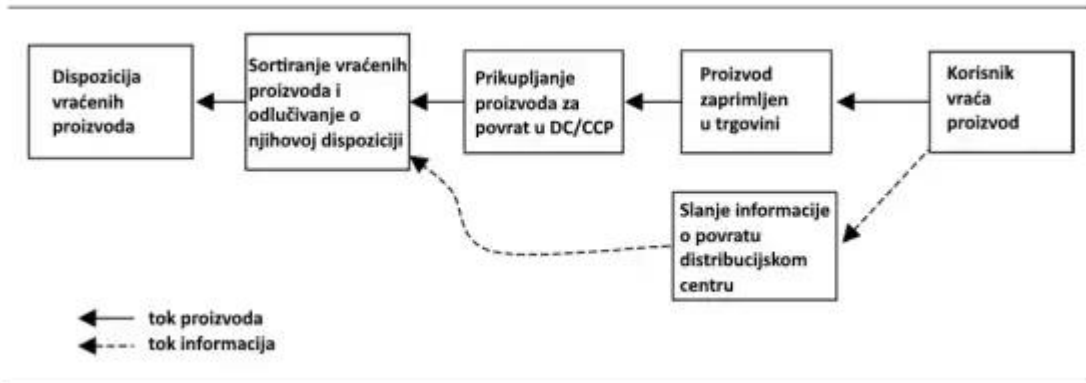 Dispozicija
vraćenih
proizvoda
Sortiranje vraćenih
proizvoda i
odlučivanje o
njihovoj dispoziciji
Prikupljanje
proizvoda za
povrat u DC/CCP
Proizvod
zaprimljen
u trgovini
Korisnik
vraća
proizvod
Slanje informacije
o povratu
distribucijskom
centru
tok proizvoda
tok informacija